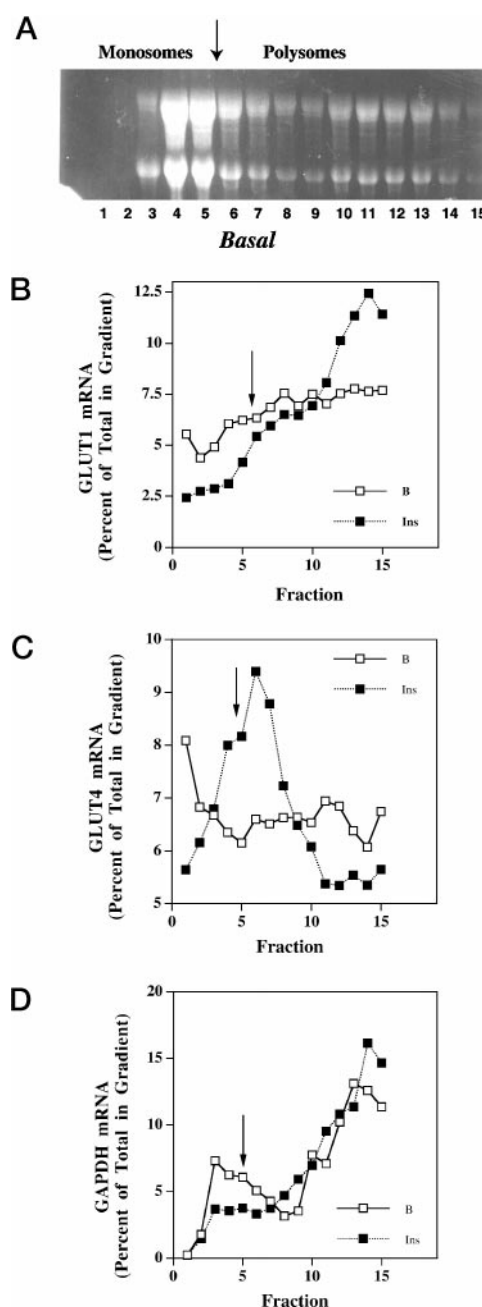 A
Monosomes Polysomes
1 2 3 4 5 6 7 8 9 10 11 12 13 14 15
Basal
B
GLUT1 mRNA
(Percent of Total in Gradient)
12.5
10
7.5
5
2.5
0
B
Ins
0 5 10 15
Fraction
C
GLUT4 mRNA
(Percent of Total in Gradient)
10
9
8
7
6
5
B
Ins
0 5 10 15
Fraction
D
GAPDH mRNA
(Percent of Total in Gradient)
20
15
10
5
0
B
Ins
0 5 10 15
Fraction